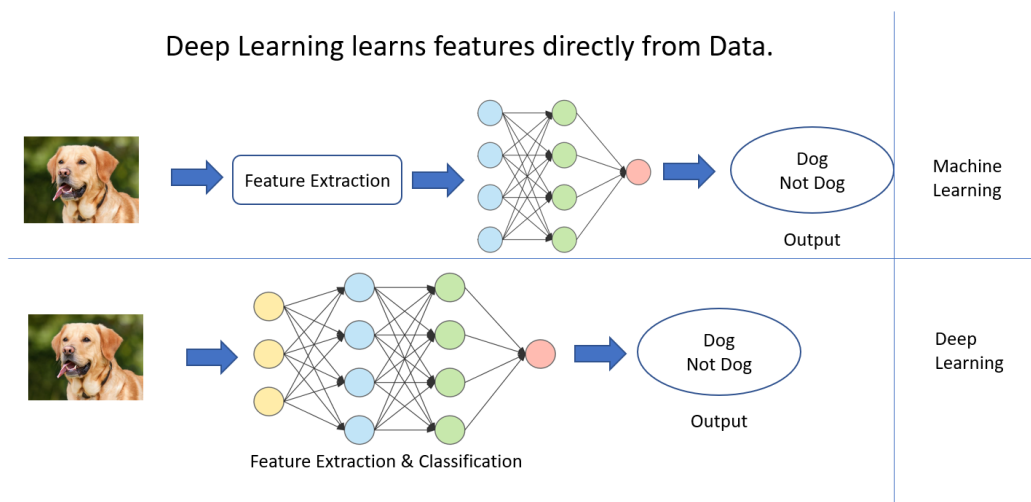 Deep Learning learns features directly from Data.
Feature Extraction
Dog
Not Dog
Output
Machine
Learning
Dog
Not Dog
Output
Deep
Learning
Feature Extraction & Classification